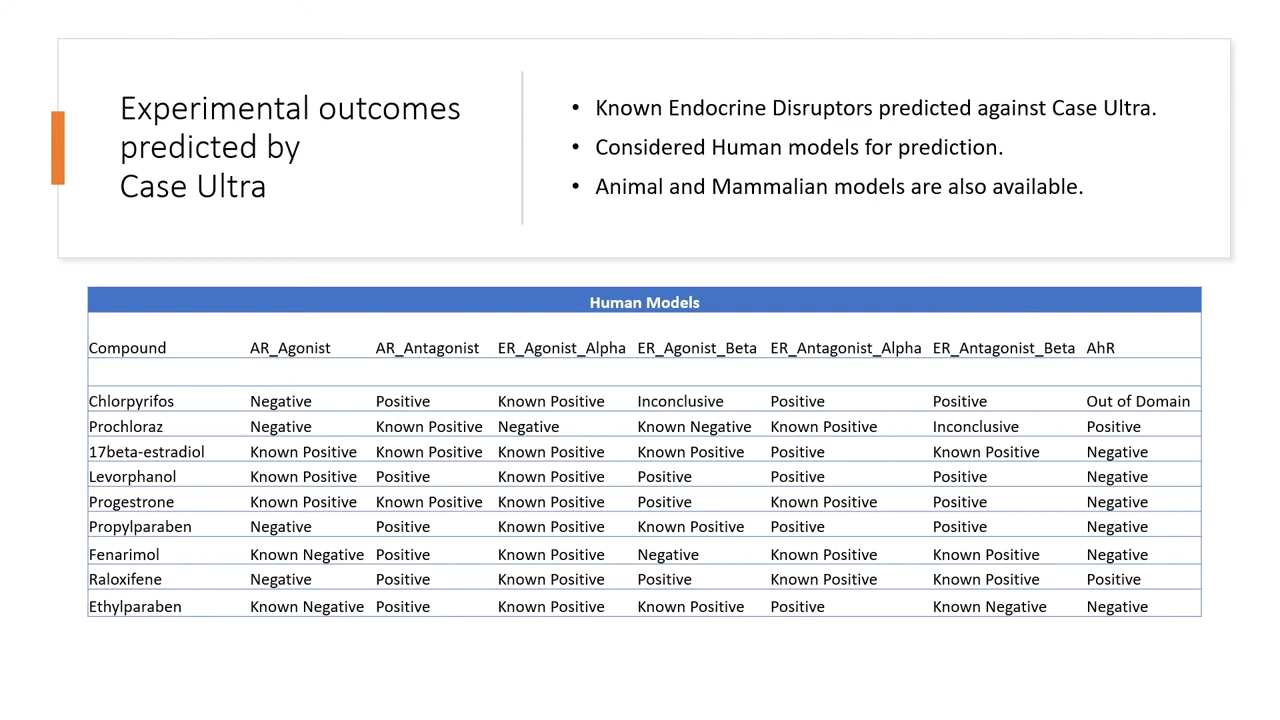 Experimental outcomes
predicted by
Case Ultra
• Known Endocrine Disruptors predicted against Case Ultra.
• Considered Human models for prediction.
• Animal and Mammalian models are also available.
Human Models
Compound AR_Agonist AR_Antagonist ER_Agonist_Alpha ER_Agonist_Beta ER_Antagonist_Alpha ER_Antagonist_Beta AhR
Chlorpyrifos Negative Positive Known Positive Inconclusive Positive Positive Out of Domain
Prochloraz Negative Known Positive Negative Known Negative Known Positive Inconclusive Positive
17beta-estradiol Known Positive Known Positive Known Positive Known Positive Positive Known Positive Negative
Levorphanol Known Positive Positive Known Positive Positive Positive Positive Negative
Progestrone Known Positive Known Positive Known Positive Positive Known Positive Positive Negative
Propylparaben Negative Positive Known Positive Known Positive Positive Positive Negative
Fenarimol Known Negative Positive Known Positive Negative Known Positive Known Positive Negative
Raloxifene Negative Positive Known Positive Positive Known Positive Known Positive Positive
Ethylparaben Known Negative Positive Known Positive Known Positive Positive Known Negative Negative